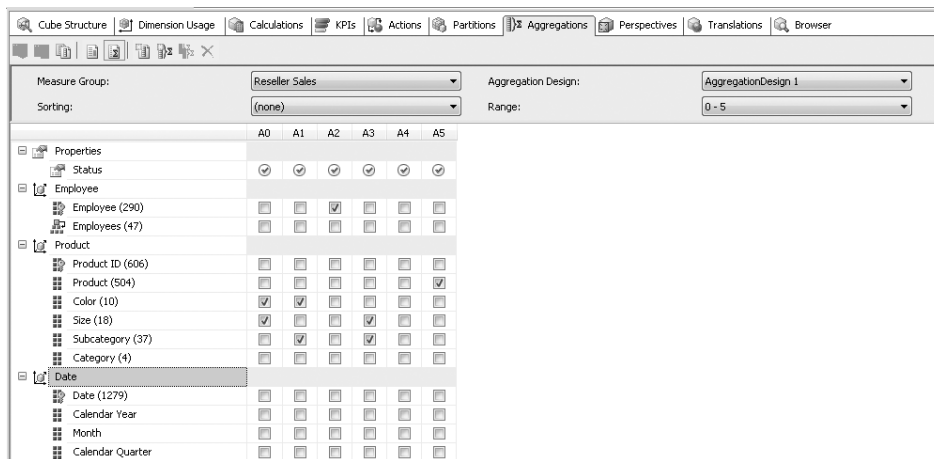 Cube Structure Dimension Usage Calculations KPIs Actions Partitions Aggregations Perspectives Translations Browser
Measure Group: Reseller Sales Aggregation Design: AggregationDesign 1
Sorting: (none) Range: 0 - 5
A0 A1 A2 A3 A4 A5
Properties
Status
Employee
Employee (290)
Employees (47)
Product
Product ID (606)
Product (504)
Color (10)
Size (18)
Subcategory (37)
Category (4)
Date
Date (1279)
Calendar Year
Month
Calendar Quarter